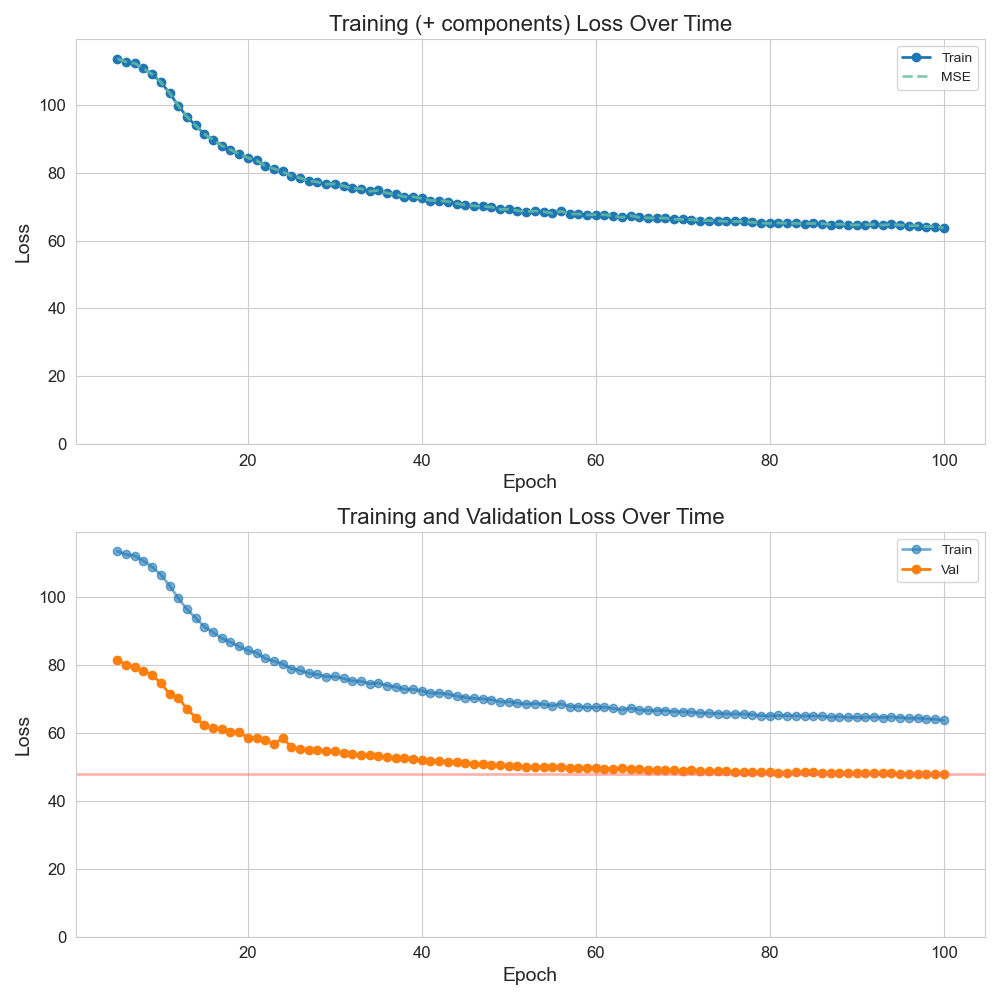 Training (+ components) Loss Over Time
Train
MSE
Loss
100
80
60
40
20
0
20 40 60 80 100
Epoch
Training and Validation Loss Over Time
Train
Val
Loss
100
80
60
40
20
0
20 40 60 80 100
Epoch